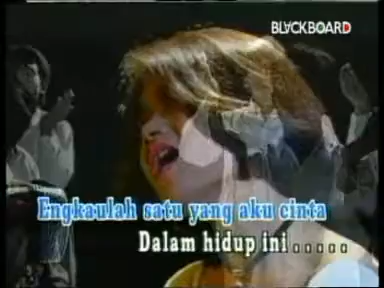 BLACKBOARD
Engkaulah satu yang aku cinta
Dalam hidup ini . . . . .